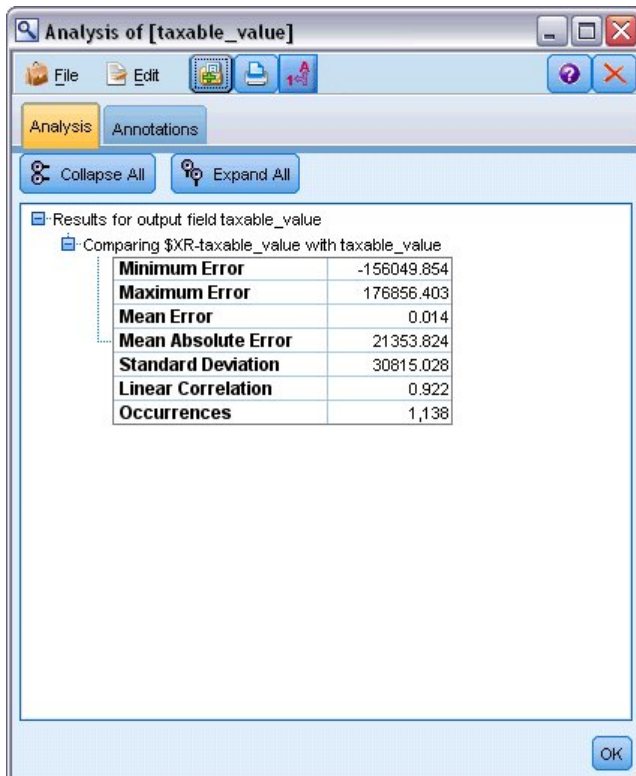 Analysis of [taxable_value]
File Edit
Analysis Annotations
Collapse All Expand All
Results for output field taxable_value
Comparing $XR-taxable_value with taxable_value
Minimum Error -156049.854
Maximum Error 176856.403
Mean Error 0.014
Mean Absolute Error 21353.824
Standard Deviation 30815.028
Linear Correlation 0.922
Occurrences 1,138
OK